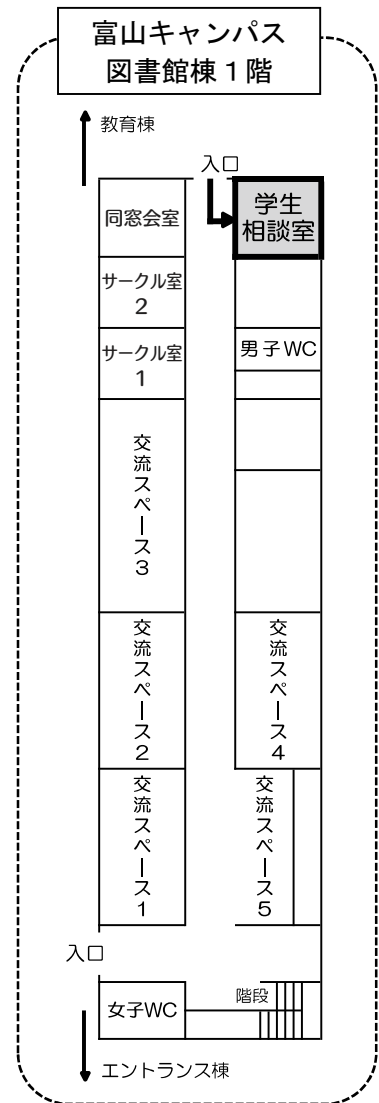 富山キャンパス
図書館棟１階
教育棟
入口
同窓会室
学生
相談室
サークル室
2
サークル室
1
男子WC
交流スペース3
交流スペース2
交流スペース4
交流スペース1
交流スペース5
入口
女子WC
階段
エントランス棟